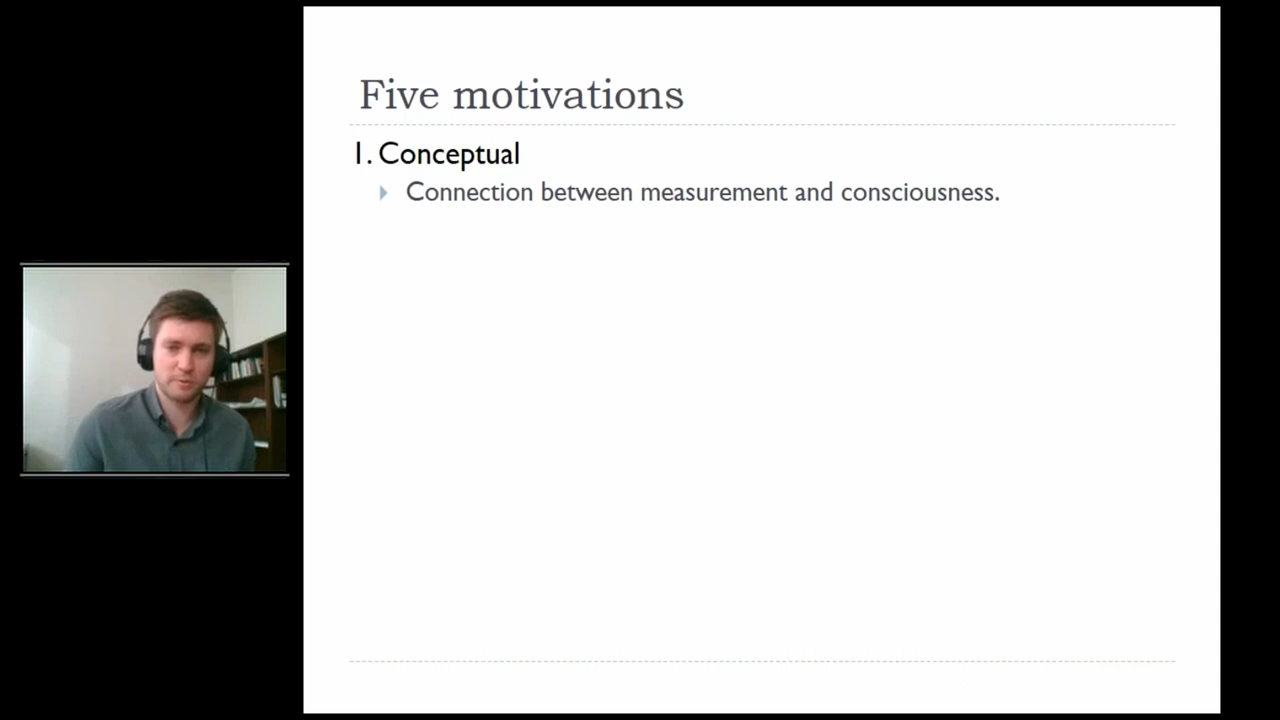 Five motivations
1. Conceptual
Connection between measurement and consciousness.